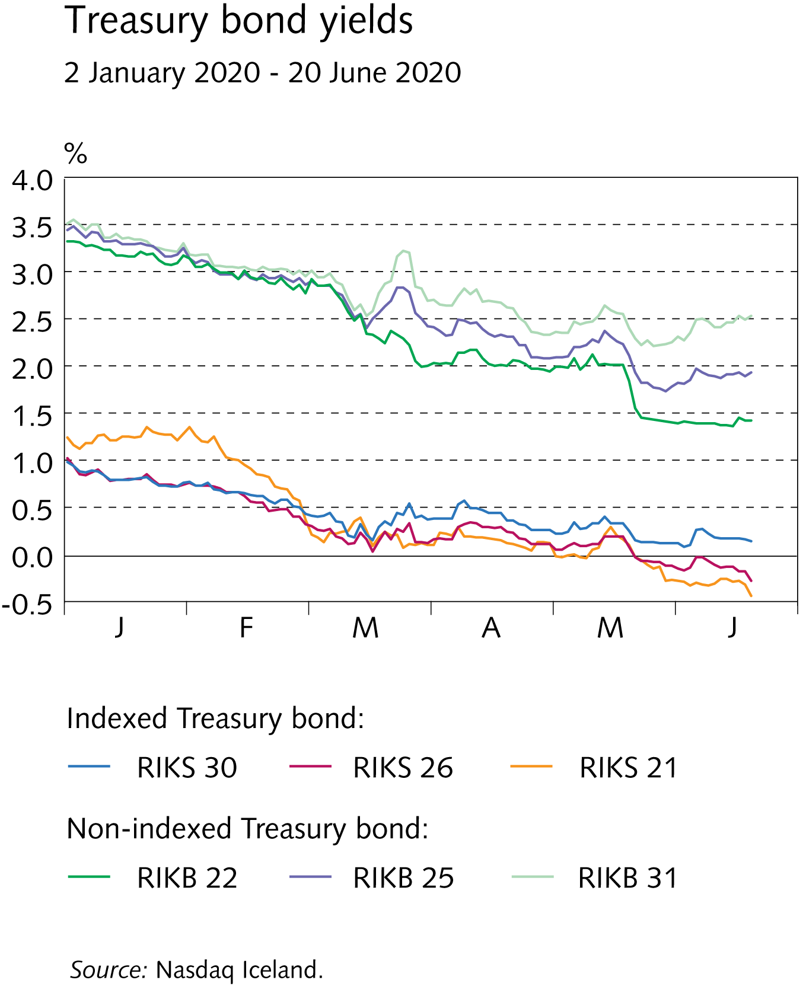 Treasury bond yields
2 January 2020 - 20 June 2020
%
4.0
3.5
3.0
2.5
2.0
1.5
1.0
0.5
0.0
-0.5
J F M A M J
Indexed Treasury bond:
RIKS 30 RIKS 26 RIKS 21
Non-indexed Treasury bond:
RIKB 22 RIKB 25 RIKB 31
Source: Nasdaq Iceland.